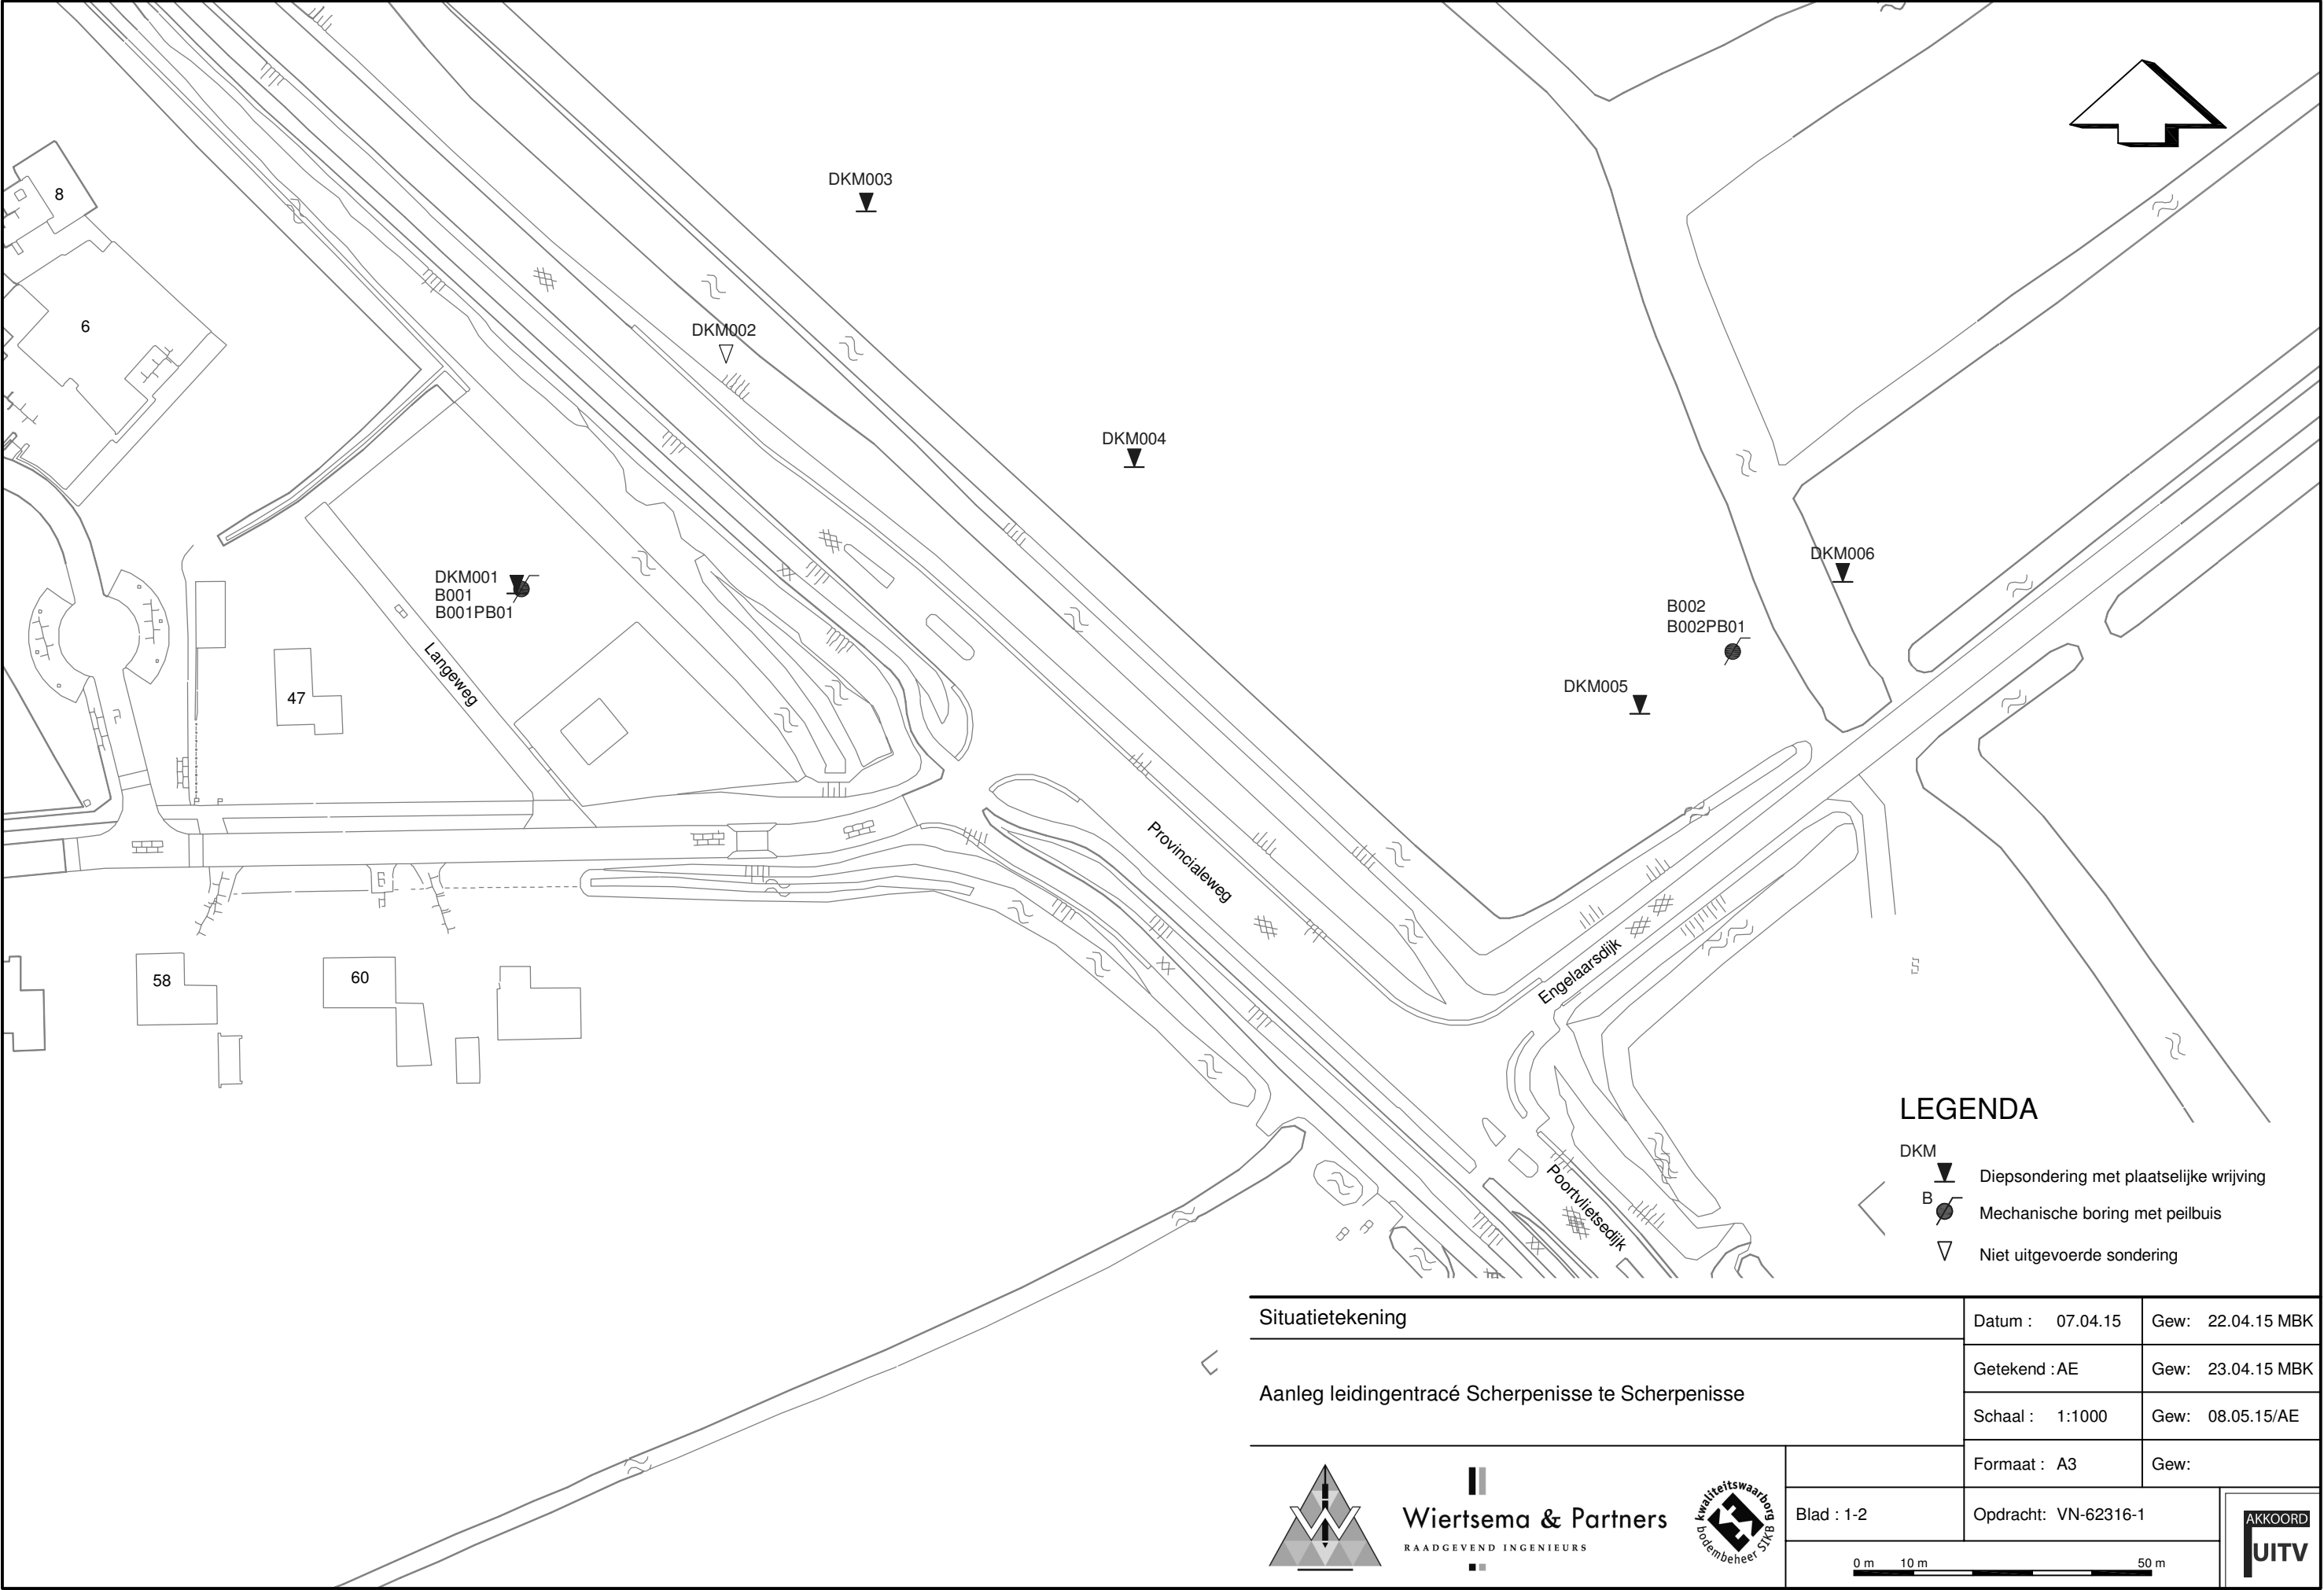 DKM003
8
6
DKM002
DKM004
DKM006
DKM001
B001
B001PB01
B002
B002PB01
Langeweg
47
DKM005
Provincialeweg
Engelaarsdijk
58
60
Poortvlietsedijk
LEGENDA
DKM
Diepsondering met plaatselijke wrijving
B
Mechanische boring met peilbuis
Niet uitgevoerde sondering
Situatietekening
Datum : 07.04.15
Gew: 22.04.15 MBK
Aanleg leidingentracé Scherpenisse te Scherpenisse
Getekend : AE
Gew: 23.04.15 MBK
Schaal : 1:1000
Gew: 08.05.15/AE
Formaat : A3
Gew:
Wiertsema & Partners
RAADGEVEND INGENIEURS
kwaliteitswaarborg
bodembeheer SIKB
Blad : 1-2
Opdracht: VN-62316-1
0 m 10 m 50 m
AKKOORD
UITV